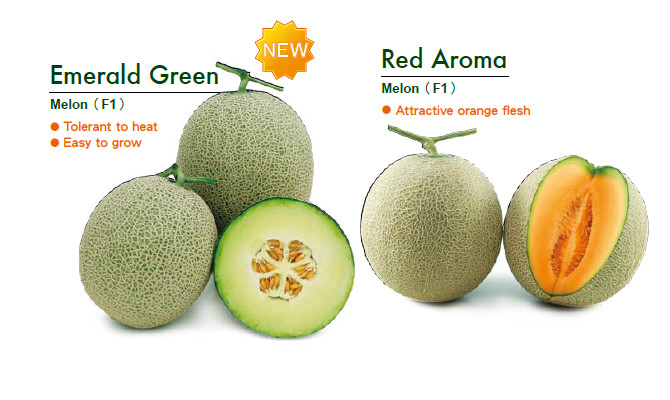 NEW
Emerald Green
Melon（F1）
● Tolerant to heat
● Easy to grow
Red Aroma
Melon（F1）
● Attractive orange flesh